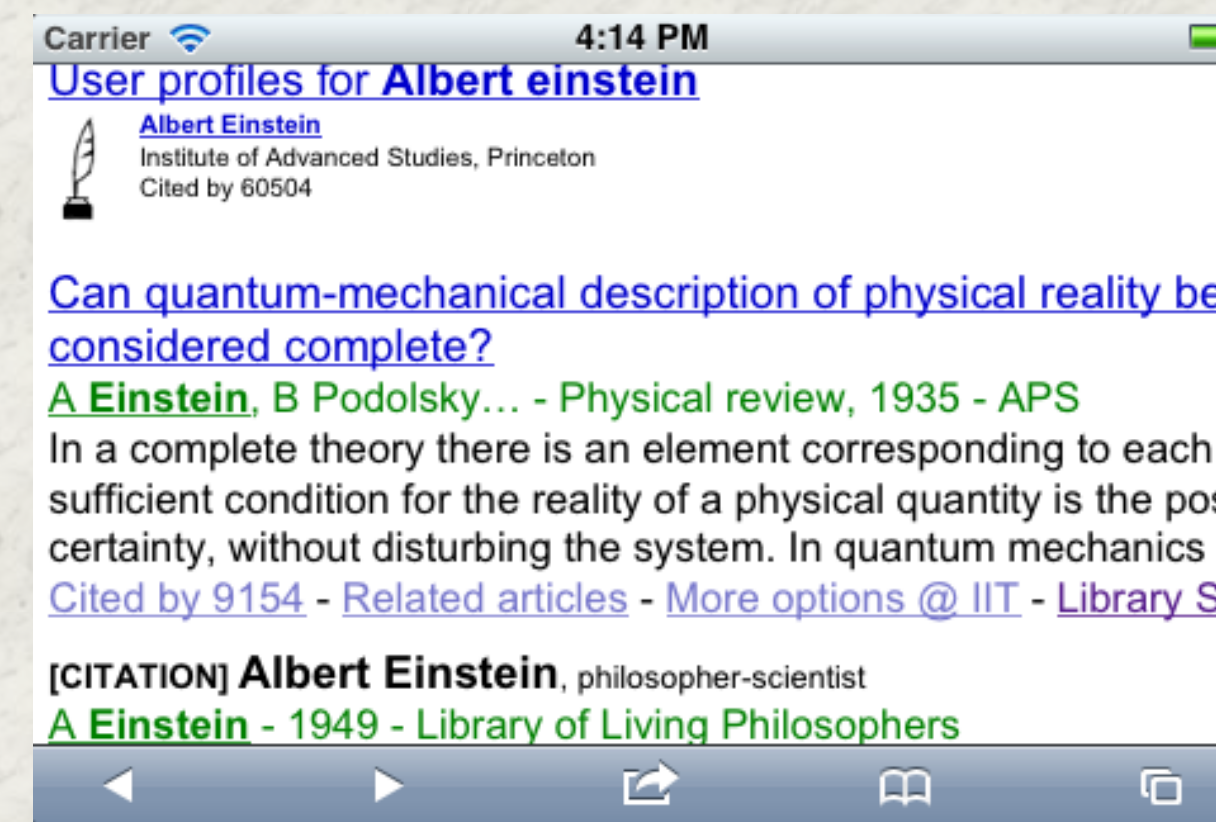 Carrier 4:14 PM
User profiles for Albert einstein
Albert Einstein
Institute of Advanced Studies, Princeton
Cited by 60504
Can quantum-mechanical description of physical reality be
considered complete?
A Einstein, B Podolsky... - Physical review, 1935 - APS
In a complete theory there is an element corresponding to each
sufficient condition for the reality of a physical quantity is the
certainty, without disturbing the system. In quantum mechanics
Cited by 9154 - Related articles - More options @ IIT - Library
[CITATION] Albert Einstein, philosopher-scientist
A Einstein - 1949 - Library of Living Philosophers